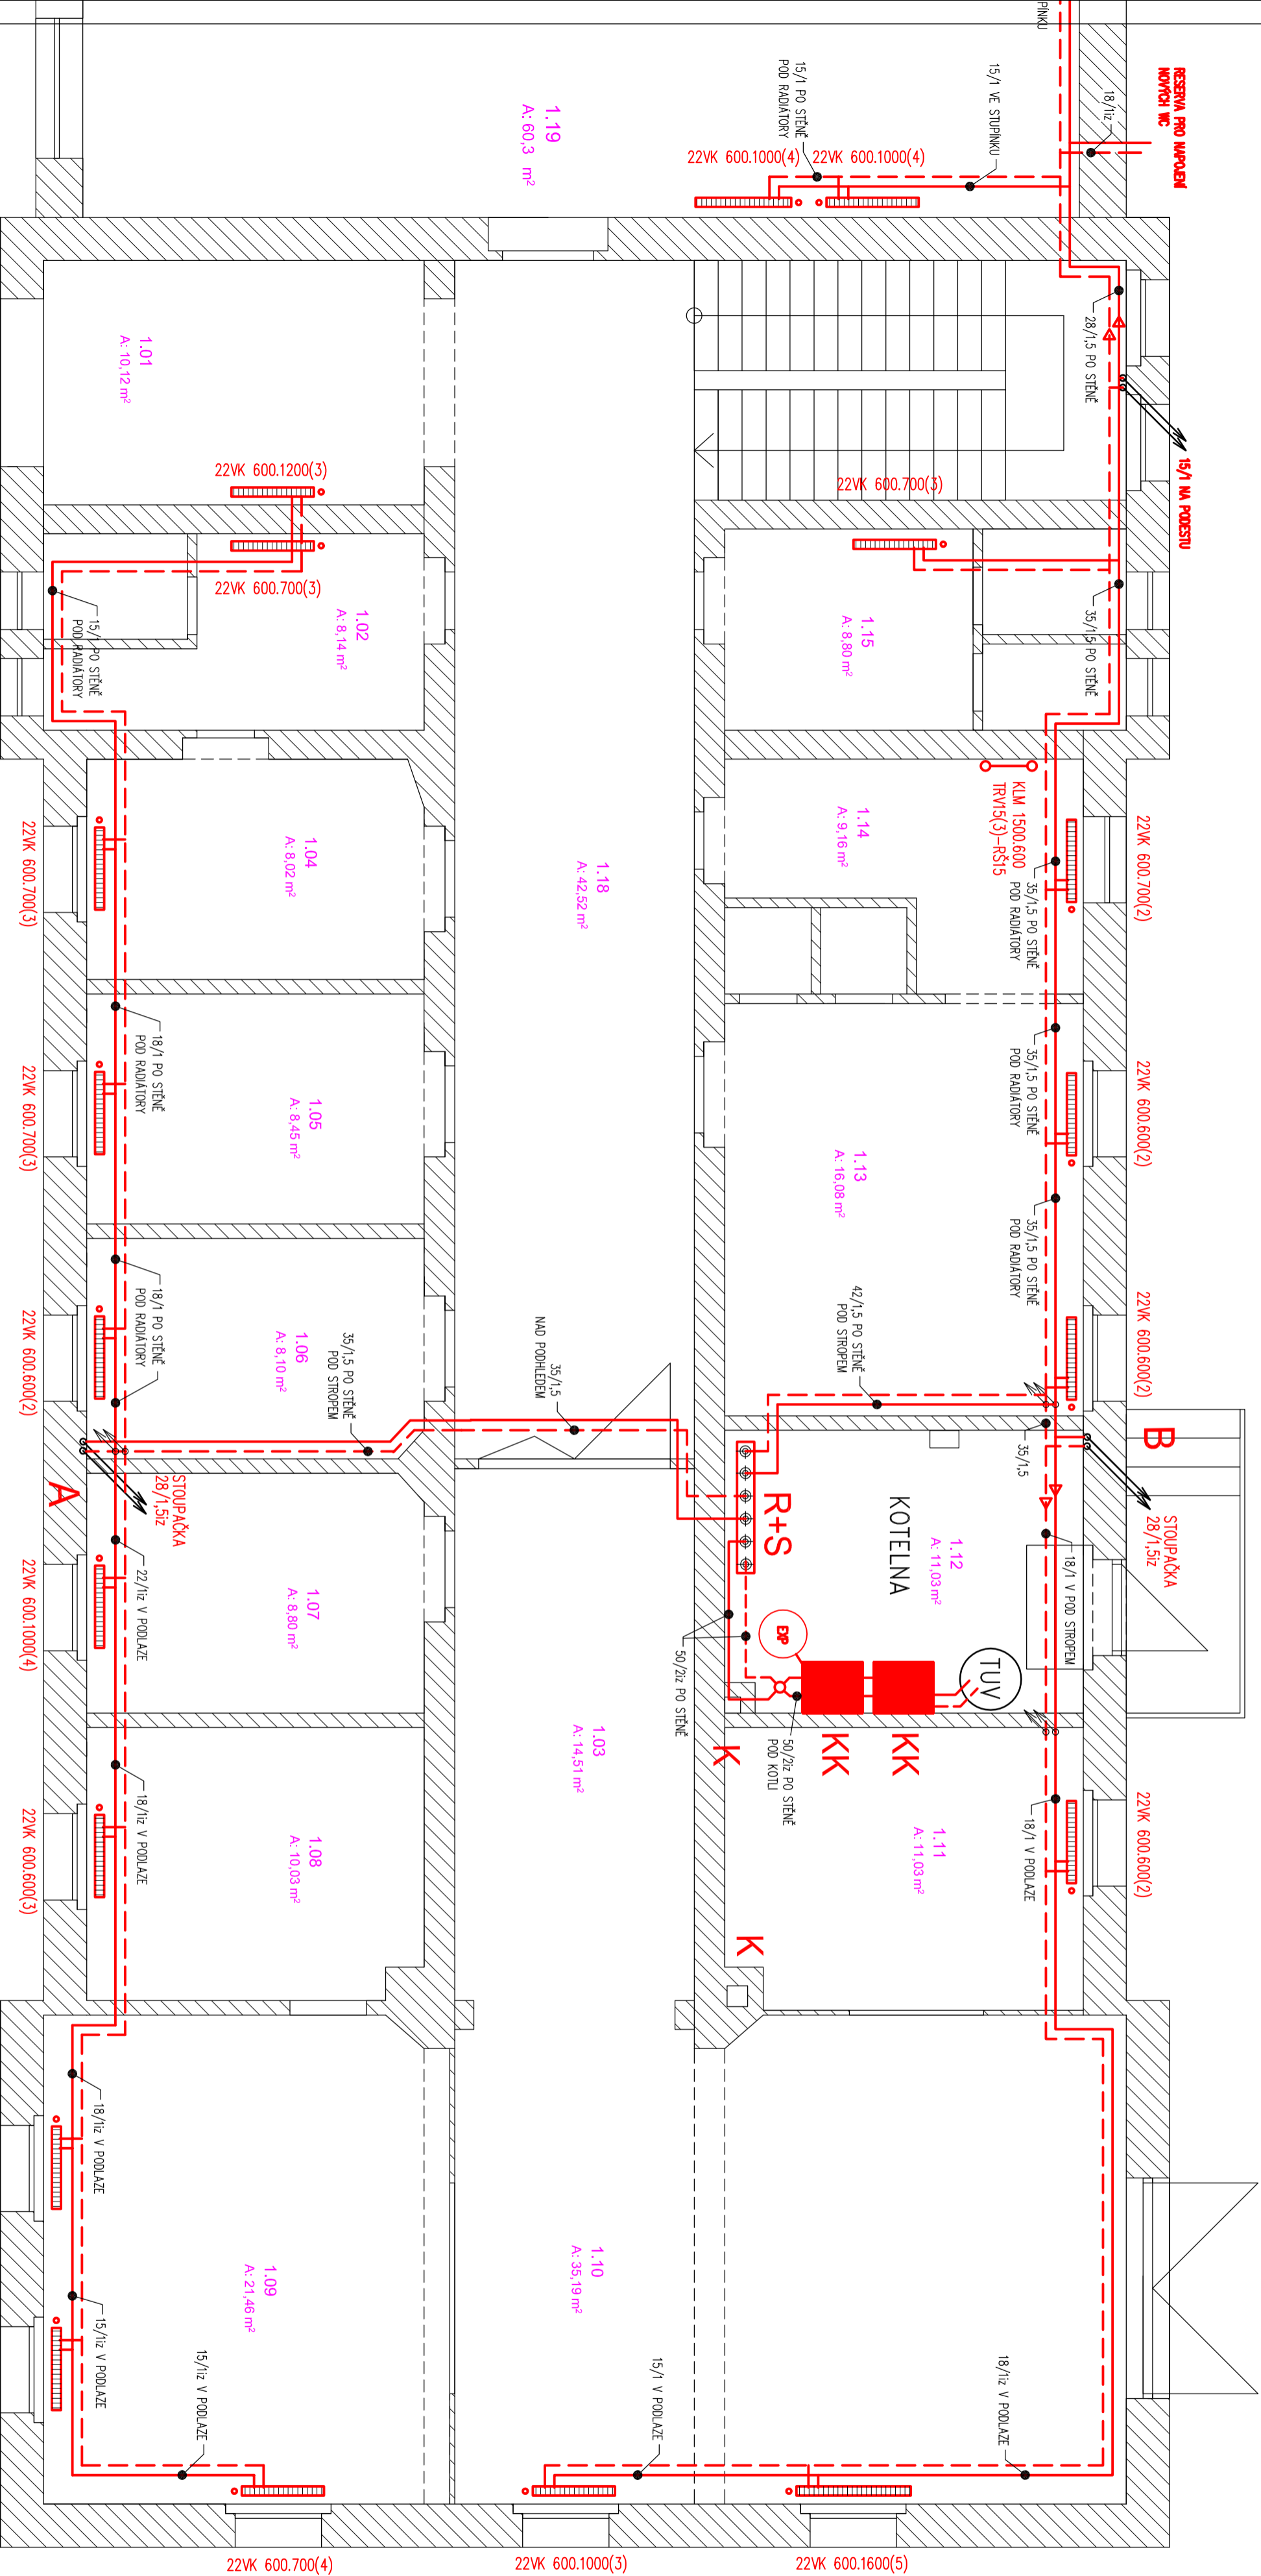 PÍNKU
RESERVA PRO NAPOJENÍ
NOVÝCH WC
18/1iz
15/1 VE STUPÍNKU
15/1 PO STĚNĚ
POD RADIÁTORY
22VK 600.1000(4)
22VK 600.1000(4)
1.19
A: 60,3 m²
28/1,5 PO STĚNĚ
15/1 NA PODESTU
1.01
A: 10,12 m²
22VK 600.1200(3)
22VK 600.700(3)
22VK 600.700(3)
1.02
A: 8,14 m²
15/1 PO STĚNĚ
POD RADIÁTORY
1.15
A: 8,80 m²
35/1,5 PO STĚNĚ
KLM 1500.600
TRV15(3)-RŠ15
22VK 600.700(2)
1.14
A: 9,16 m²
35/1,5 PO STĚNĚ
POD RADIÁTORY
1.18
A: 42,52 m²
1.04
A: 8,02 m²
22VK 600.700(3)
18/1 PO STĚNĚ
POD RADIÁTORY
35/1,5 PO STĚNĚ
POD RADIÁTORY
22VK 600.600(2)
1.05
A: 8,45 m²
22VK 600.700(3)
1.13
A: 16,08 m²
35/1,5 PO STĚNĚ
POD RADIÁTORY
22VK 600.600(2)
42/1,5 PO STĚNĚ
POD STROPEM
18/1 PO STĚNĚ
POD RADIÁTORY
1.06
A: 8,10 m²
22VK 600.600(2)
35/1,5 PO STĚNĚ
POD STROPEM
35/1,5
NAD PODHLEDEM
35/1,5
B
STOUPAČKA
28/1,5iz
A
STOUPAČKA
28/1,5iz
R+S
KOTELNA
1.12
A: 11,03 m²
18/1 V POD STROPEM
22/1iz V PODLAZE
22VK 600.1000(4)
1.07
A: 8,80 m²
EXP
TUV
50/2iz PO STĚNĚ
50/2iz PO STĚNĚ
POD KOTLI
K
KK
KK
1.03
A: 14,51 m²
18/1iz V PODLAZE
1.08
A: 10,03 m²
22VK 600.600(3)
1.11
A: 11,03 m²
18/1 V PODLAZE
22VK 600.600(2)
K
18/1iz V PODLAZE
1.09
A: 21,46 m²
1.10
A: 35,19 m²
15/1iz V PODLAZE
15/1iz V PODLAZE
15/1 V PODLAZE
18/1iz V PODLAZE
22VK 600.700(4)
22VK 600.1000(3)
22VK 600.1600(5)